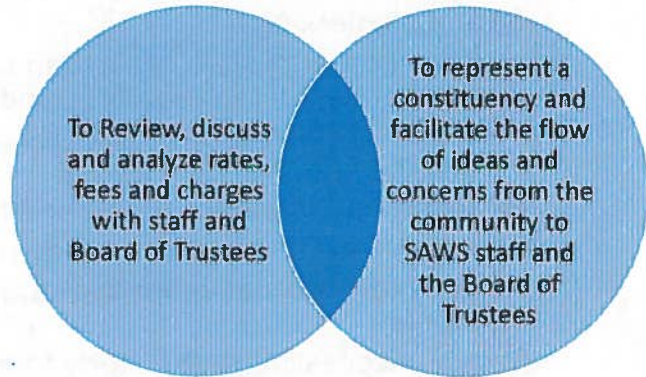 To Review, discuss
and analyze rates,
fees and charges
with staff and
Board of Trustees
To represent a
constituency and
facilitate the flow
of ideas and
concerns from the
community to
SAWS staff and
the Board of
Trustees